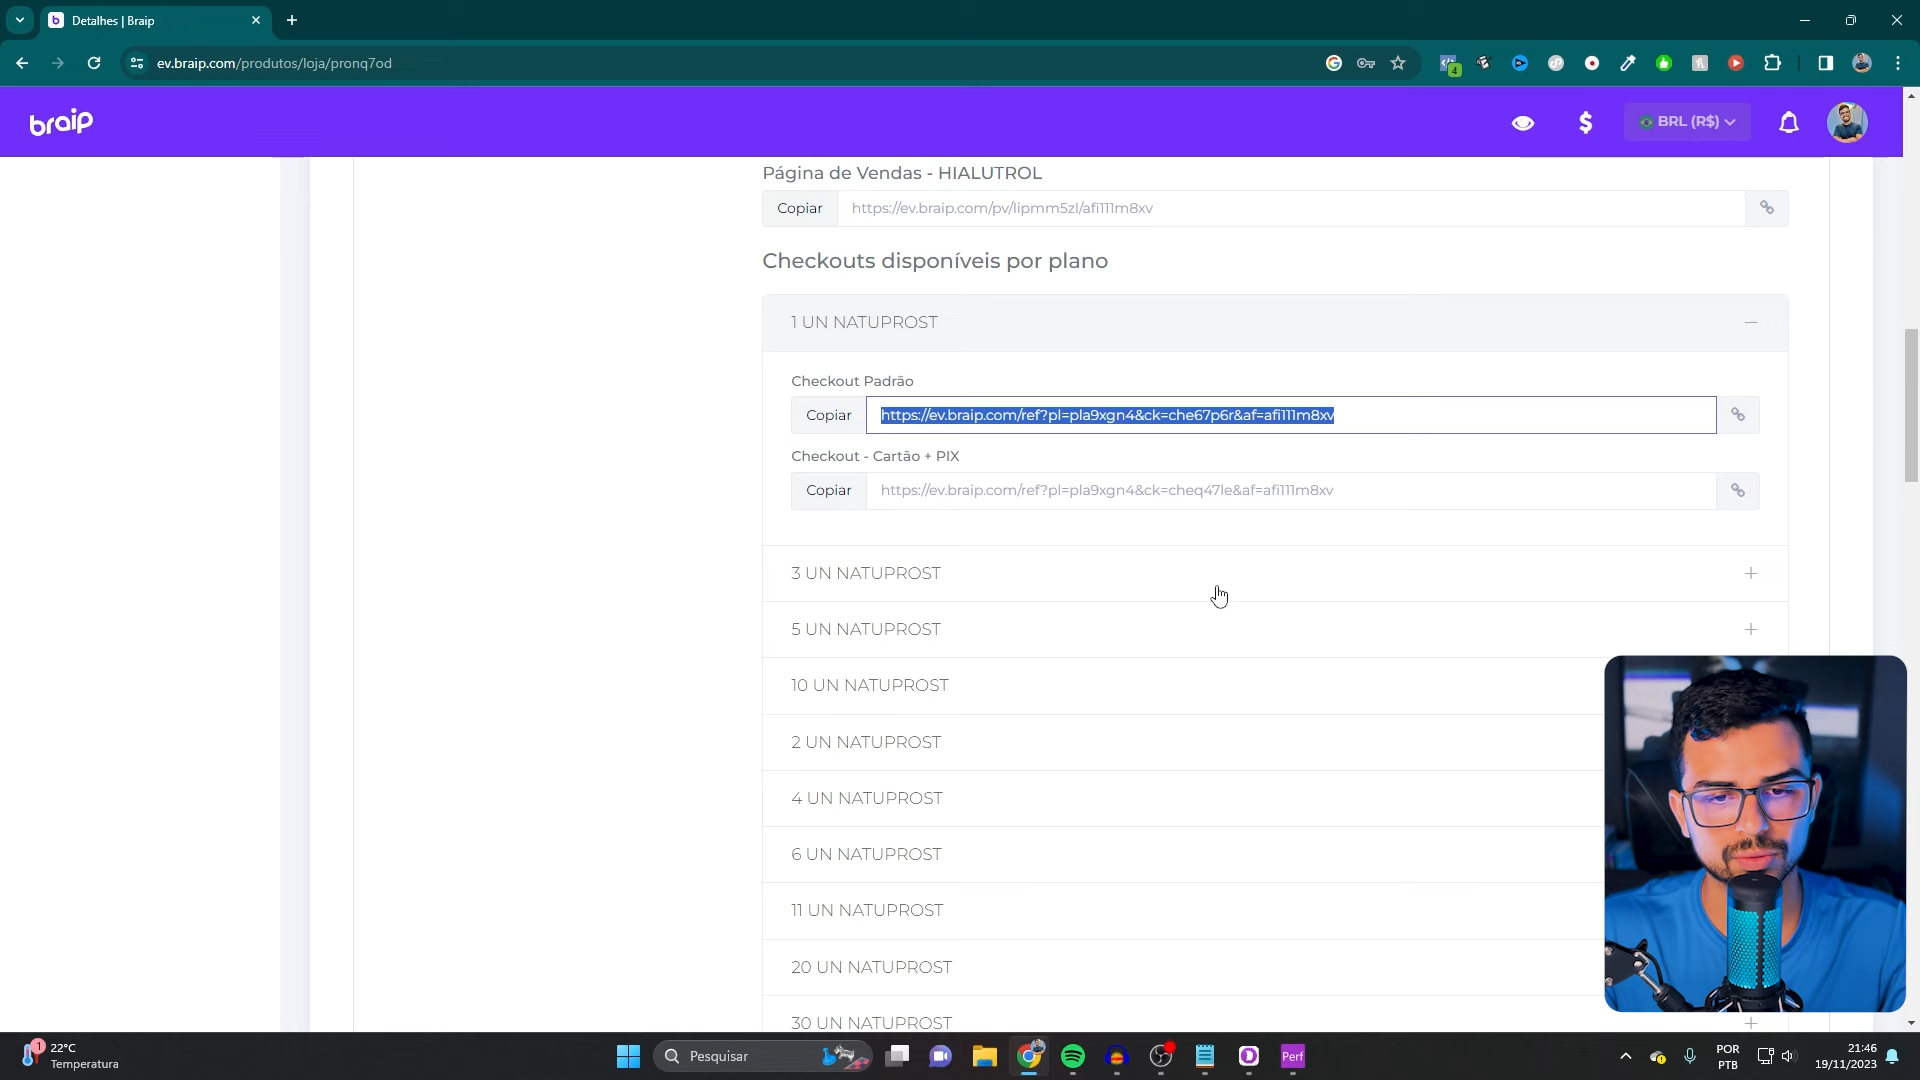 Detalhes | Braip
ev.braip.com/produtos/loja/pronq7od
4
braip
$
BRL (R$)
Página de Vendas - HIALUTROL
Copiar
https://ev.braip.com/pv/lipmm5zl/afi111m8xv
Checkouts disponíveis por plano
1 UN NATUPROST
Checkout Padrão
Copiar
https://ev.braip.com/ref?pl=pla9xgn4&ck=che67p6r&af=afi111m8xv
Checkout - Cartão + PIX
Copiar
https://ev.braip.com/ref?pl=pla9xgn4&ck=cheq47le&af=afi111m8xv
3 UN NATUPROST
5 UN NATUPROST
10 UN NATUPROST
2 UN NATUPROST
4 UN NATUPROST
6 UN NATUPROST
11 UN NATUPROST
20 UN NATUPROST
30 UN NATUPROST
1
22°C
Temperatura
Pesquisar
Perf
POR
PTB
21:46
19/11/2023